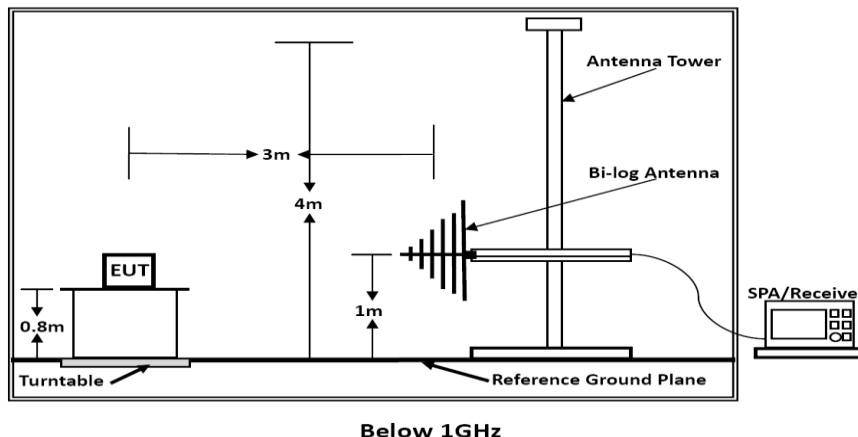 Antenna Tower
3m
Bi-log Antenna
4m
EUT
SPA/Receive
1m
0.8m
Turntable
Reference Ground Plane
Below 1GHz